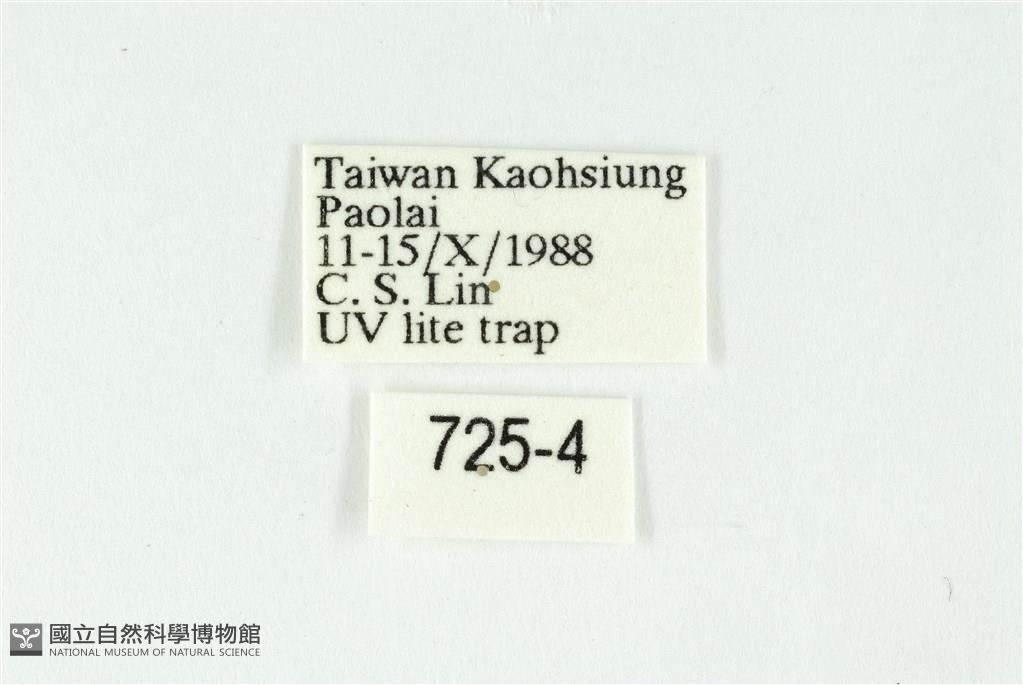 Taiwan Kaohsiung
Paolai
11-15/X/1988
C. S. Lin
UV lite trap
725-4
國立自然科學博物館
NATIONAL MUSEUM OF NATURAL SCIENCE